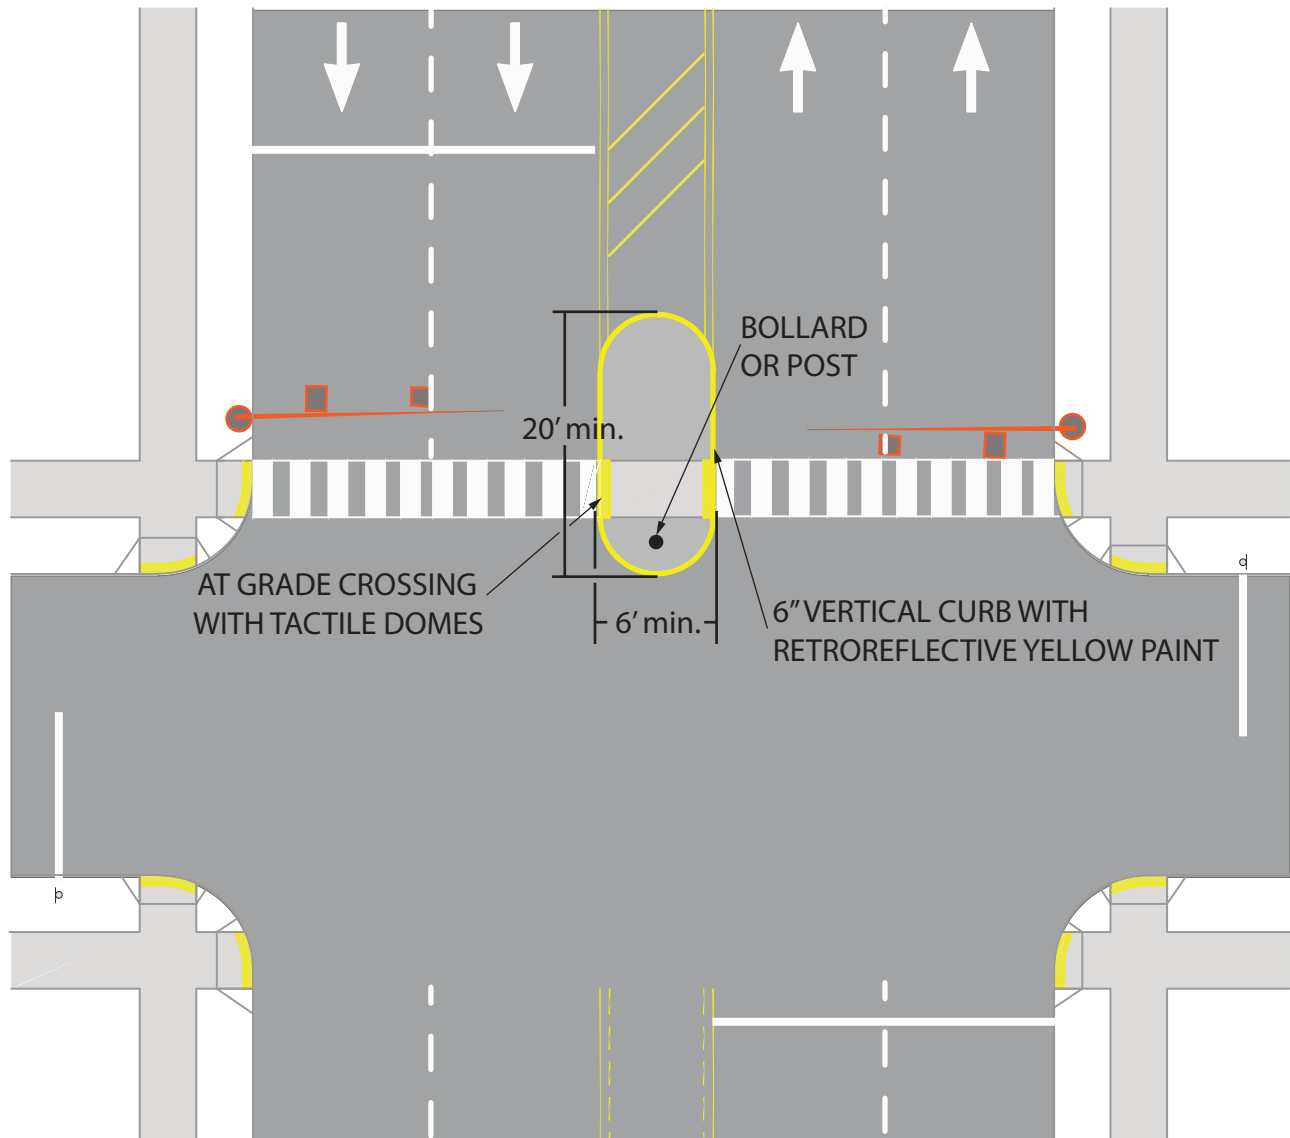 BOLLARD
OR POST
20’ min.
AT GRADE CROSSING
WITH TACTILE DOMES
6’ min.
6” VERTICAL CURB WITH
RETROREFLECTIVE YELLOW PAINT